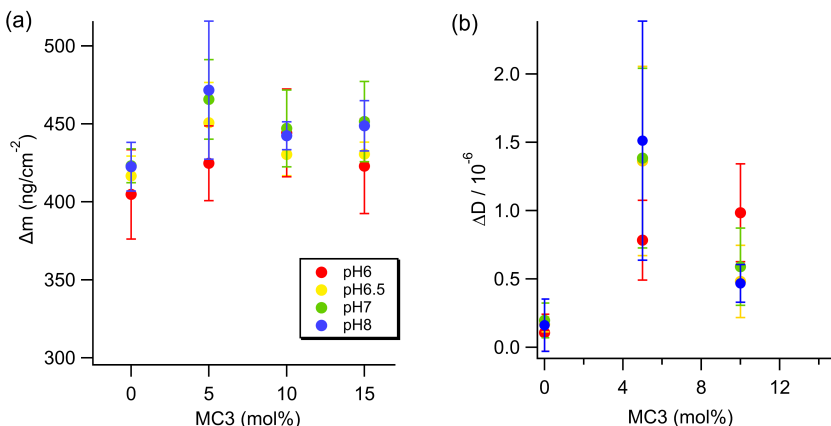 (a)
500
450
400
350
300
Δm (ng/cm⁻²)
pH6
pH6.5
pH7
pH8
0 5 10 15
MC3 (mol%)
(b)
2.0
1.5
1.0
0.5
0.0
ΔD / 10⁻⁶
0 4 8 12
MC3 (mol%)